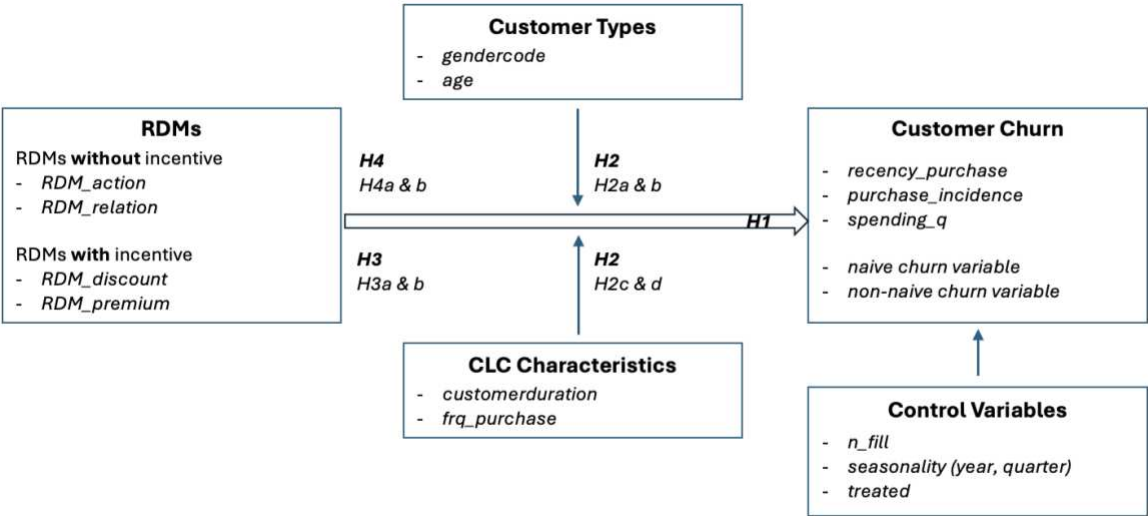 Customer Types
- gendercode
- age
RDMs
RDMs without incentive
- RDM_action
- RDM_relation
RDMs with incentive
- RDM_discount
- RDM_premium
H4
H4a & b
H2
H2a & b
H1
H3
H3a & b
H2
H2c & d
Customer Churn
- recency_purchase
- purchase_incidence
- spending_q
- naive churn variable
- non-naive churn variable
CLC Characteristics
- customerduration
- frq_purchase
Control Variables
- n_fill
- seasonality (year, quarter)
- treated